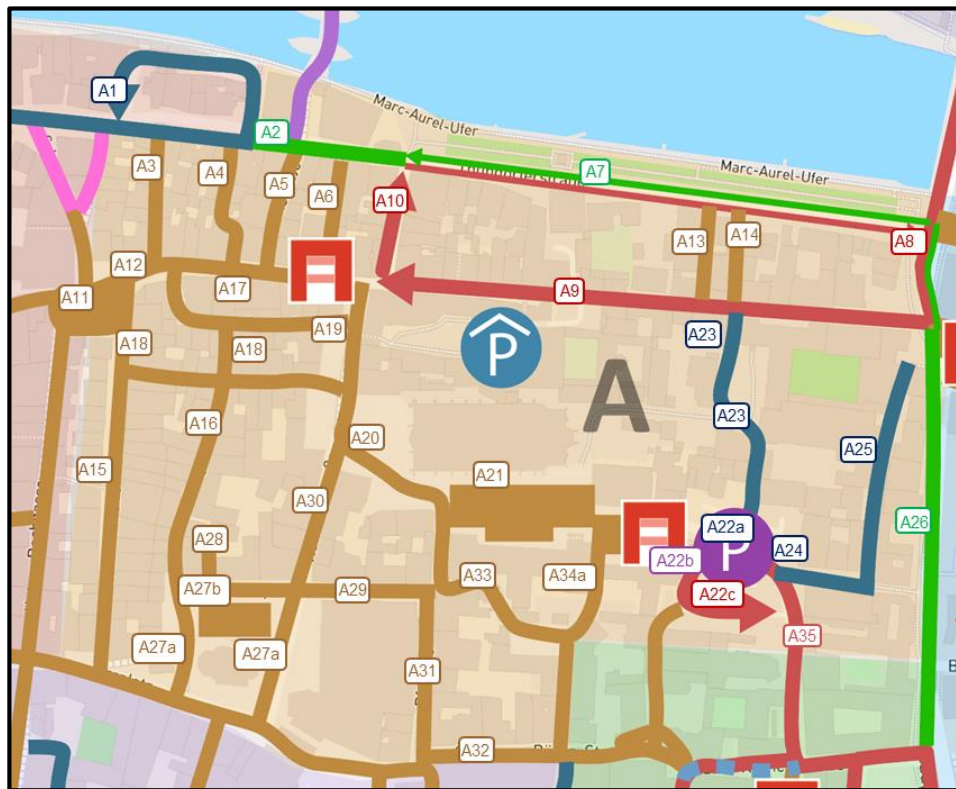 A1
Marc-Aurel-Ufer
A2
A3
A4
A5
A6
A7
Marc-Aurel-Ufer
A10
A13
A14
A8
A12
A17
A9
A11
A19
A18
A18
P
A23
A
A16
A23
A20
A15
A21
A25
A30
A26
A28
A22a
P
A24
A22b
A27b
A29
A33
A34a
A22c
A27a
A27a
A35
A31
A32